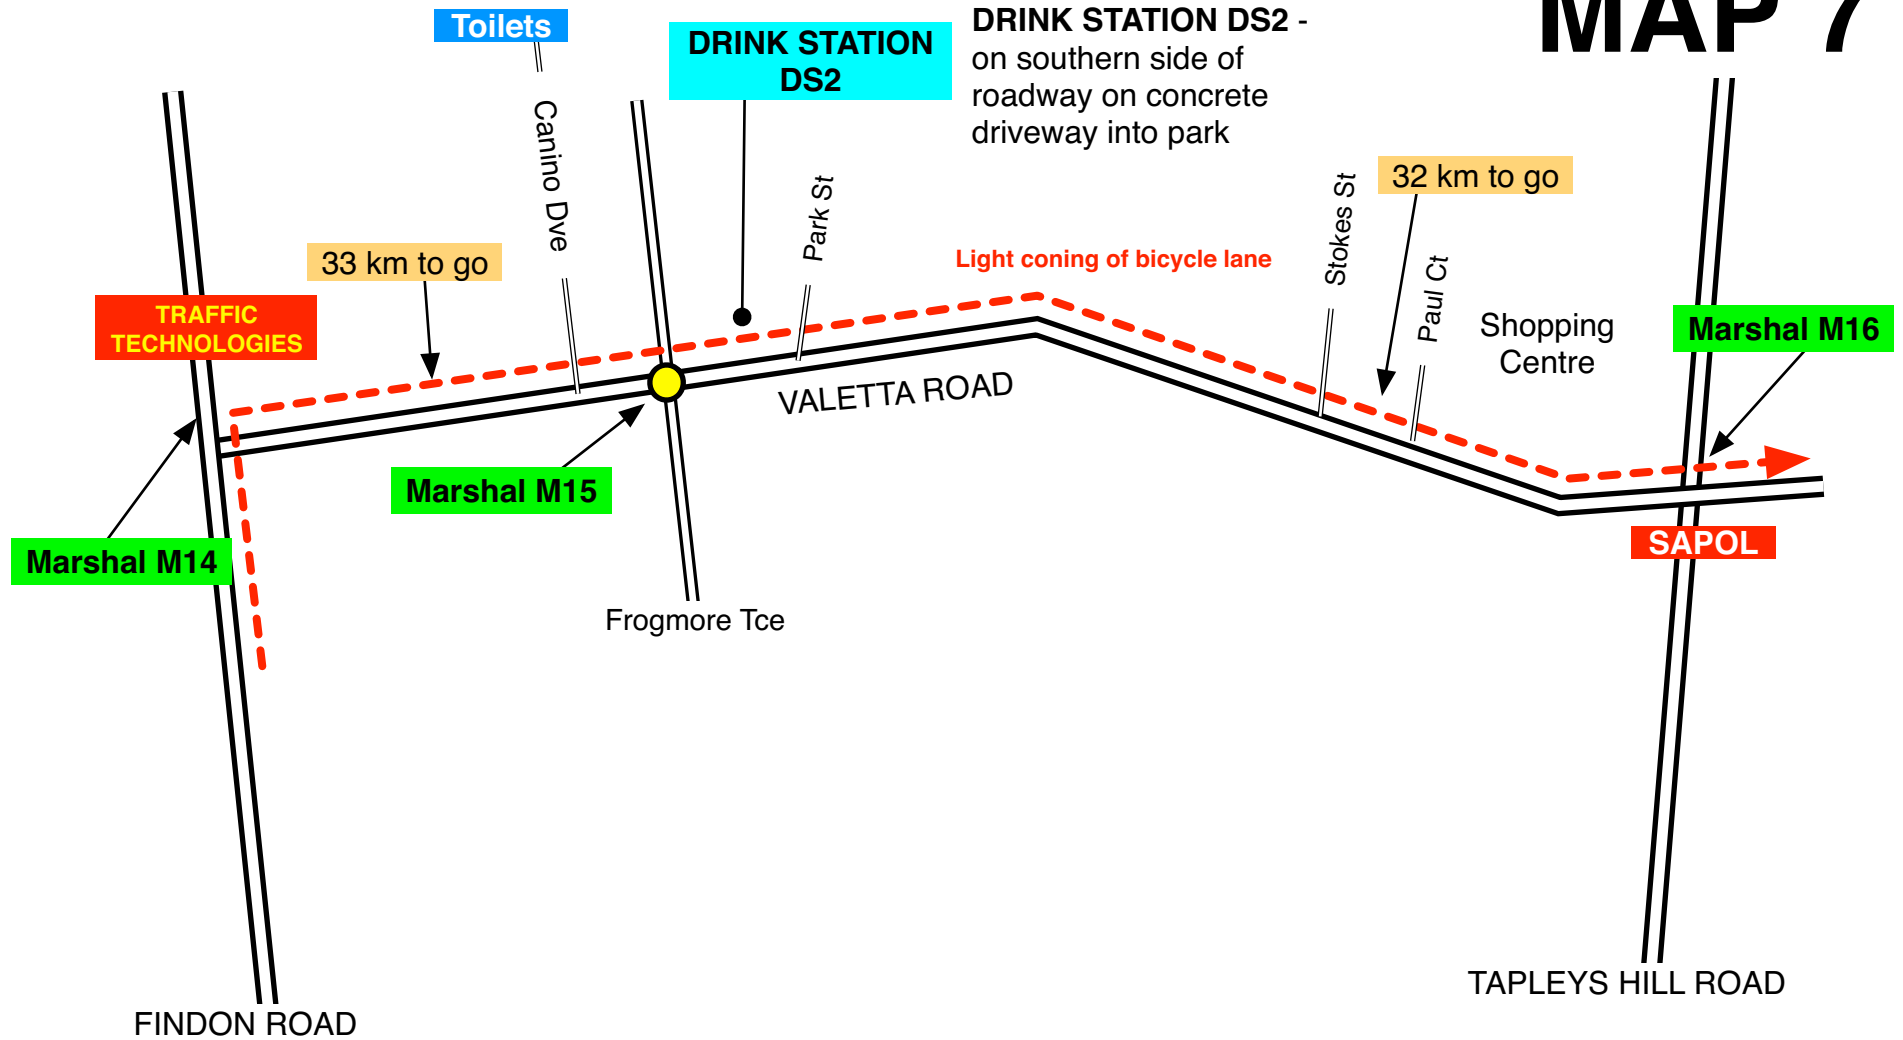 MAP 7
Toilets
DRINK STATION
DS2
DRINK STATION DS2 -
on southern side of
roadway on concrete
driveway into park
Canino Dve
Park St
Stokes St
32 km to go
Paul Ct
33 km to go
Light coning of bicycle lane
TRAFFIC
TECHNOLOGIES
Shopping
Centre
Marshal M16
VALETTA ROAD
Marshal M15
Marshal M14
SAPOL
Frogmore Tce
TAPLEYS HILL ROAD
FINDON ROAD